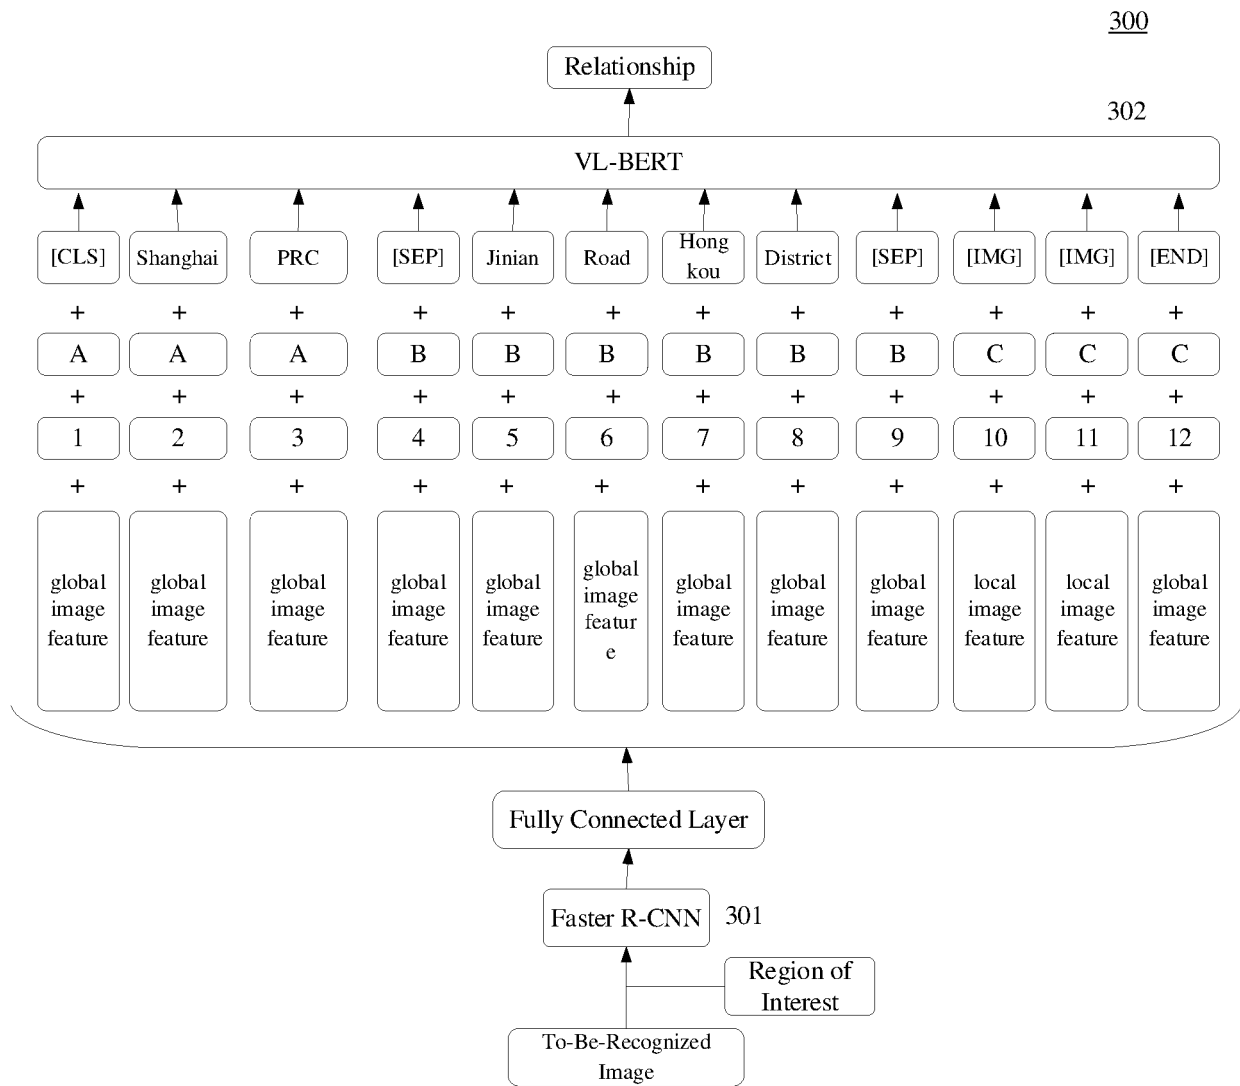 300
Relationship
302
VL-BERT
[CLS] Shanghai PRC [SEP] Jinian Road Hong kou District [SEP] [IMG] [IMG] [END]
+ + + + + + + + + + + +
A A A B B B B B B C C C
+ + + + + + + + + + + +
1 2 3 4 5 6 7 8 9 10 11 12
+ + + + + + + + + + + +
global image feature
global image feature
global image feature
global image feature
global image feature
global image featur e
global image feature
global image feature
global image feature
local image feature
local image feature
global image feature
Fully Connected Layer
Faster R-CNN 301
Region of
Interest
To-Be-Recognized
Image